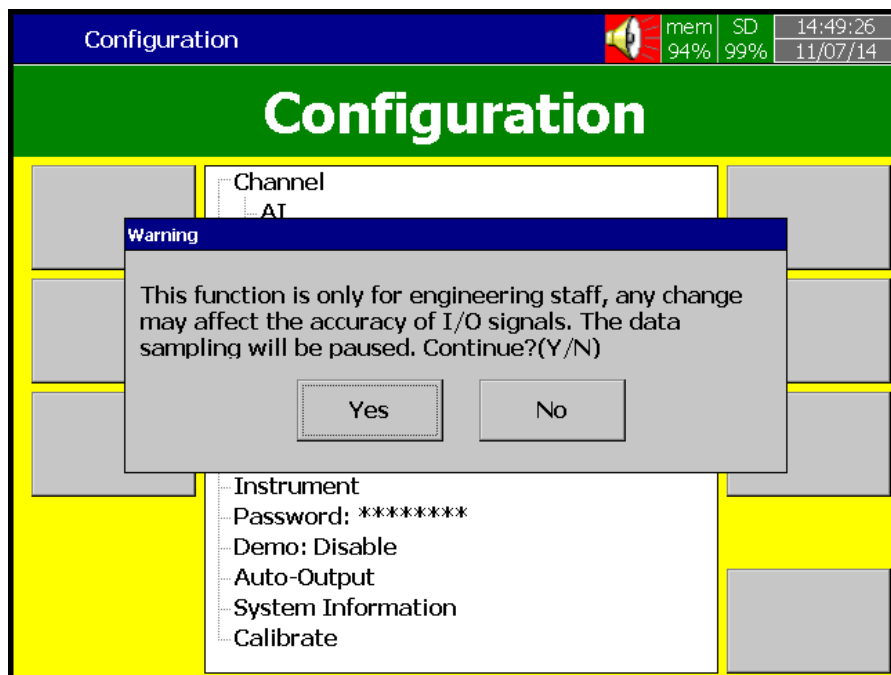 Configuration
mem SD 14:49:26
94% 99% 11/07/14
Configuration
Channel
AI
Warning
This function is only for engineering staff, any change
may affect the accuracy of I/O signals. The data
sampling will be paused. Continue?(Y/N)
Yes No
Instrument
Password: ********
Demo: Disable
Auto-Output
System Information
Calibrate